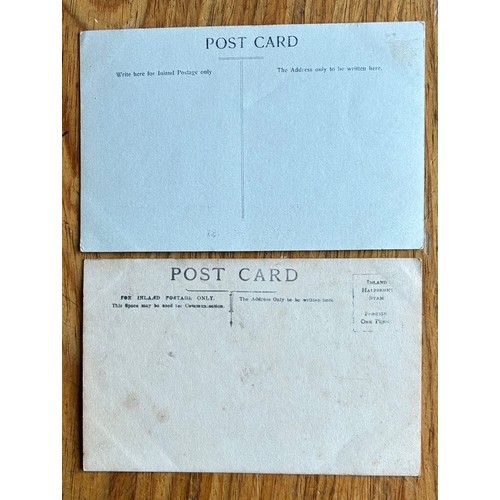 POST CARD
Write here for Inland Postage only
The Address only to be written here.
POST CARD
FOR INLAND POSTAGE ONLY.
This Space may be used for Communication.
The Address Only to be written here.
INLAND
HALFPENNY
STAMP
FOREIGN
ONE PENNY